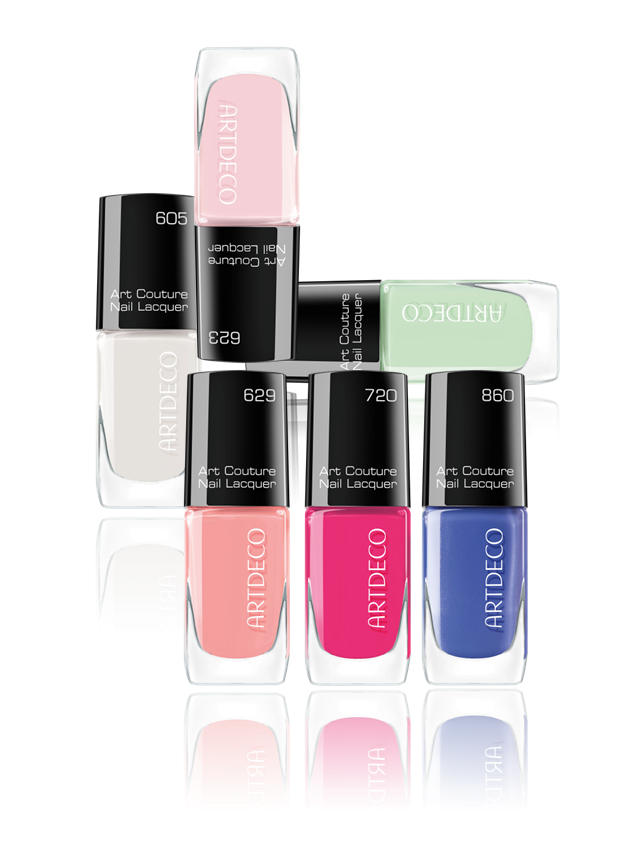 ARTDECO
Art Couture
Nail Lacquer
623
605
Art Couture
Nail Lacquer
ARTDECO
Art Couture
Nail Lacquer
ARTDECO
629
Art Couture
Nail Lacquer
ARTDECO
720
Art Couture
Nail Lacquer
ARTDECO
860
Art Couture
Nail Lacquer
ARTDECO